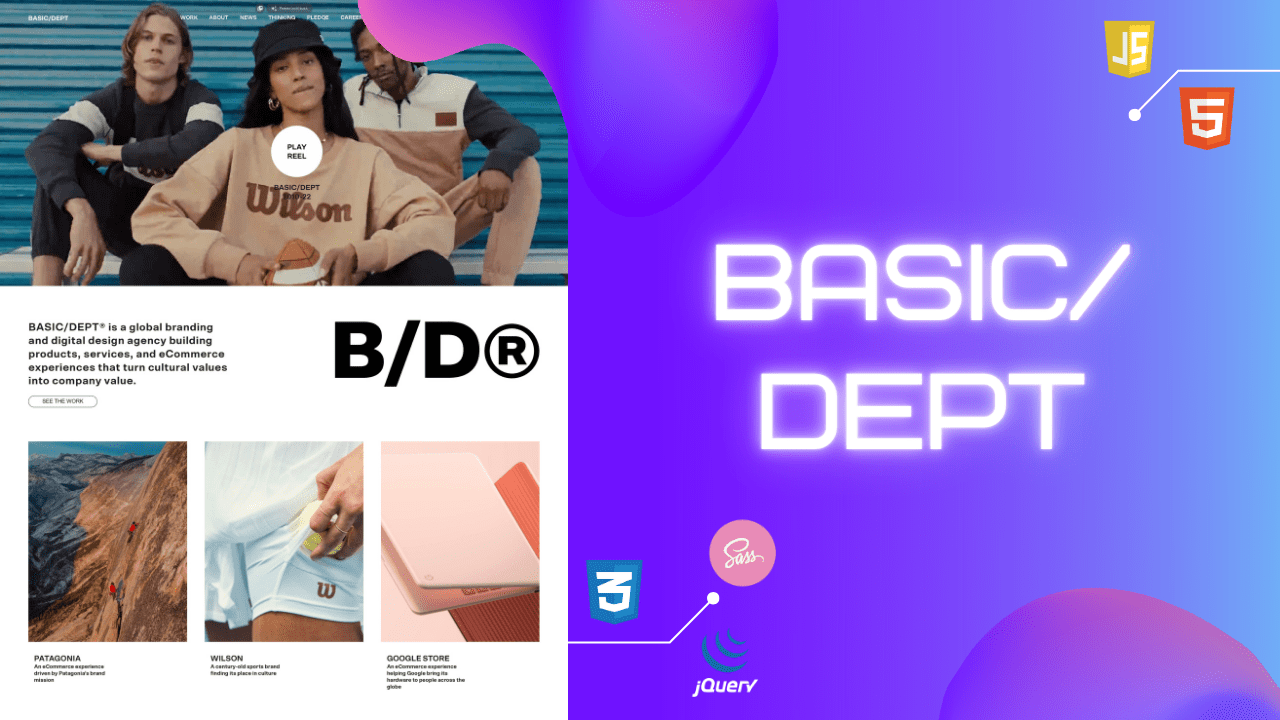 BASIC/DEPT
WORK ABOUT NEWS THINKING PLEDGE CAREER
PLAY
REEL
BASIC/DEPT
Wilson
BASIC/DEPT® is a global branding
and digital design agency building
products, services, and eCommerce
experiences that turn cultural values
into company value.
SEE THE WORK
B/D®
W
PATAGONIA
An eCommerce experience
driven by Patagonia's brand
mission
WILSON
A century-old sports brand
finding its place in culture
GOOGLE STORE
An eCommerce experience
helping Google bring its
hardware to people across the
globe
JS
5
BASIC/
DEPT
Sass
3
jQuery